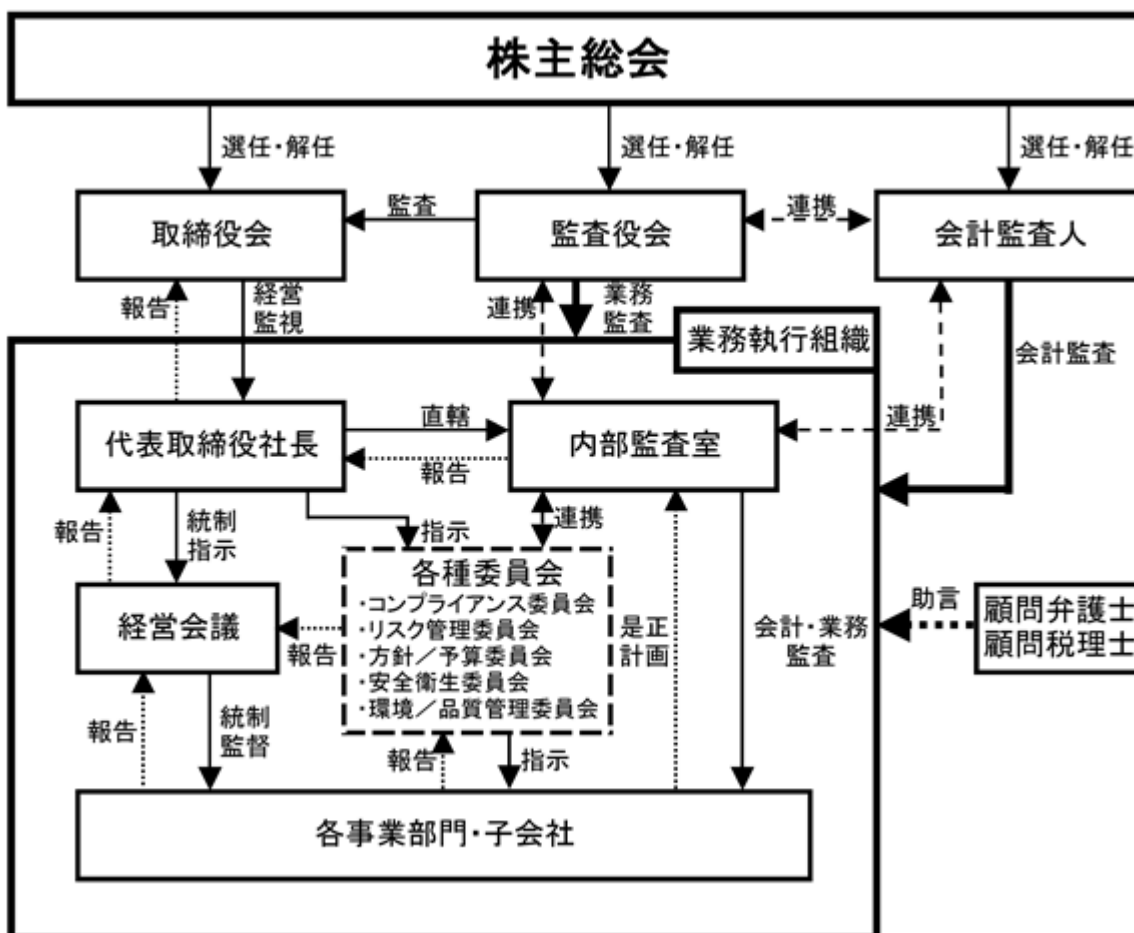 株主総会
選任・解任
選任・解任
選任・解任
取締役会
監査
監査役会
連携
会計監査人
報告
経営
監視
連携
業務
監査
業務執行組織
会計監査
代表取締役社長
直轄
報告
内部監査室
連携
報告
統制
指示
指示
連携
各種委員会
・コンプライアンス委員会
・リスク管理委員会
・方針／予算委員会
・安全衛生委員会
・環境／品質管理委員会
経営会議
報告
是正
計画
会計・業務
監査
助言
顧問弁護士
顧問税理士
報告
統制
監督
報告
指示
各事業部門・子会社